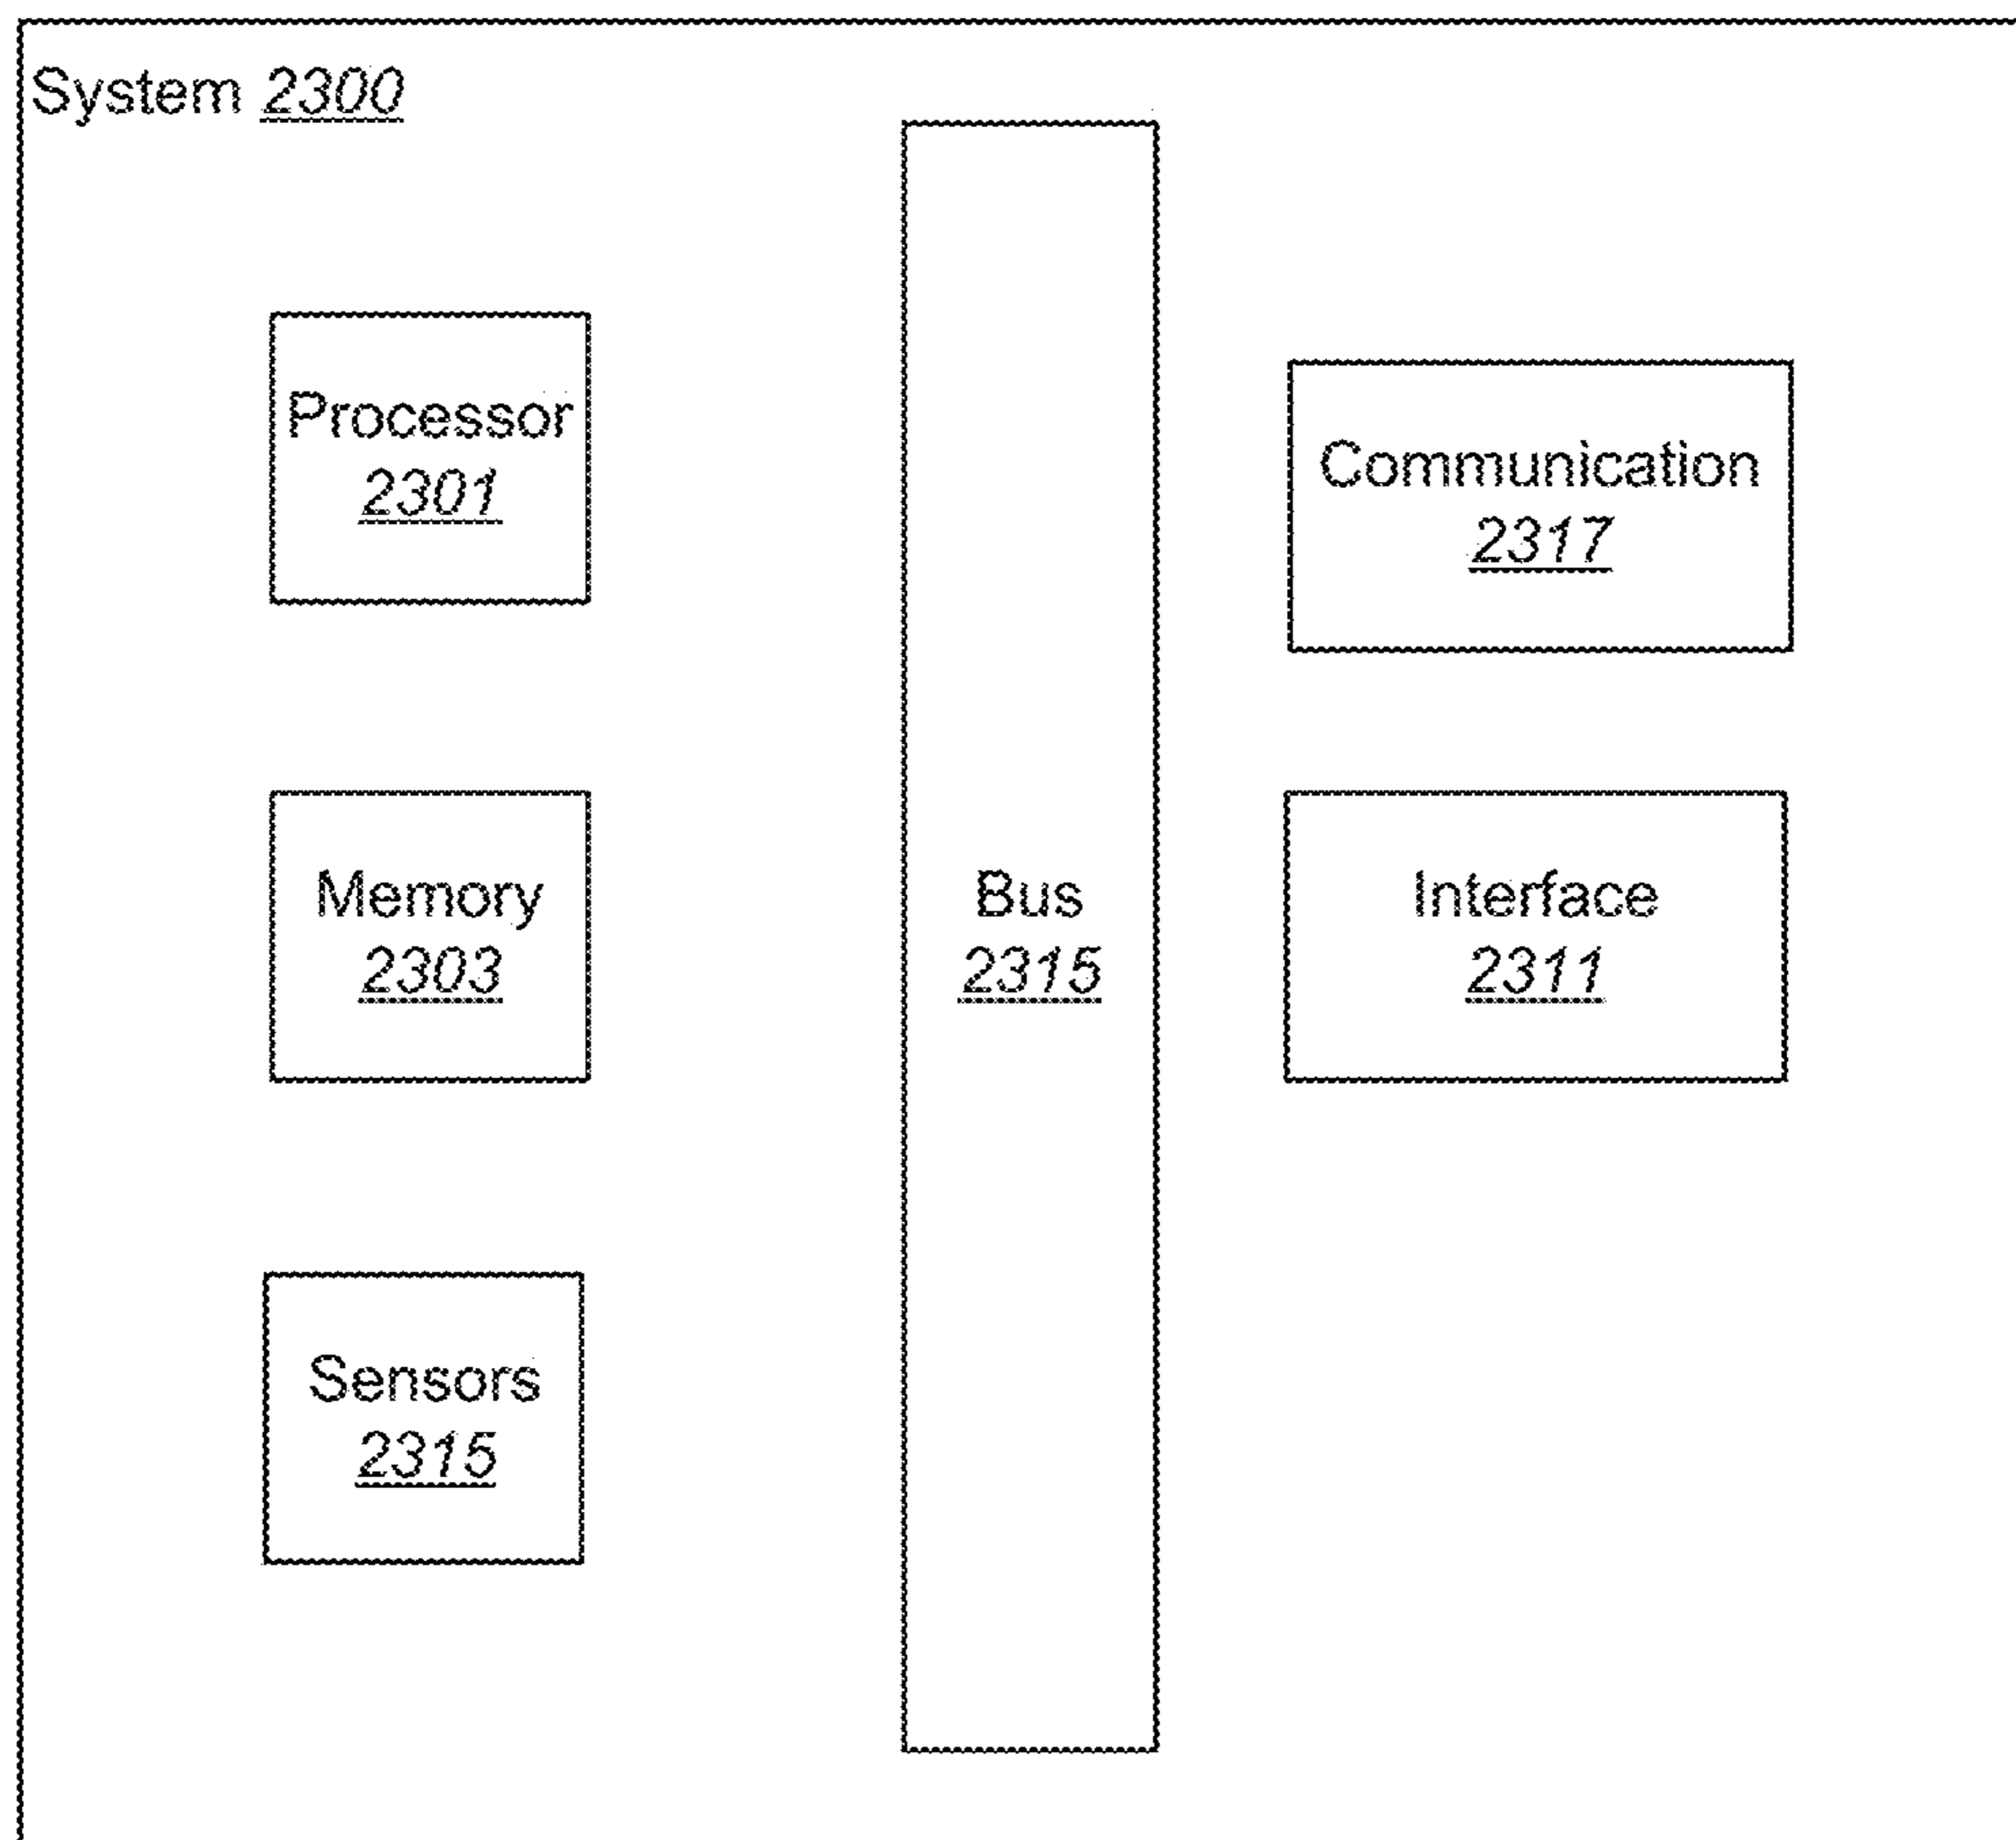 System 2300
Processor
2301
Memory
2303
Sensors
2315
Bus
2315
Communication
2317
Interface
2311